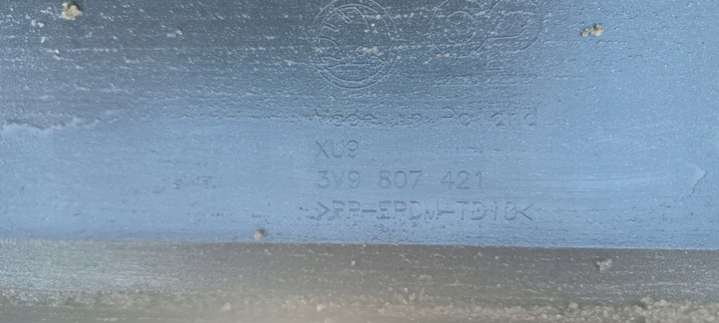 Made in Poland
XU9
3V9 807 421
>PP-EPDM-TD10<